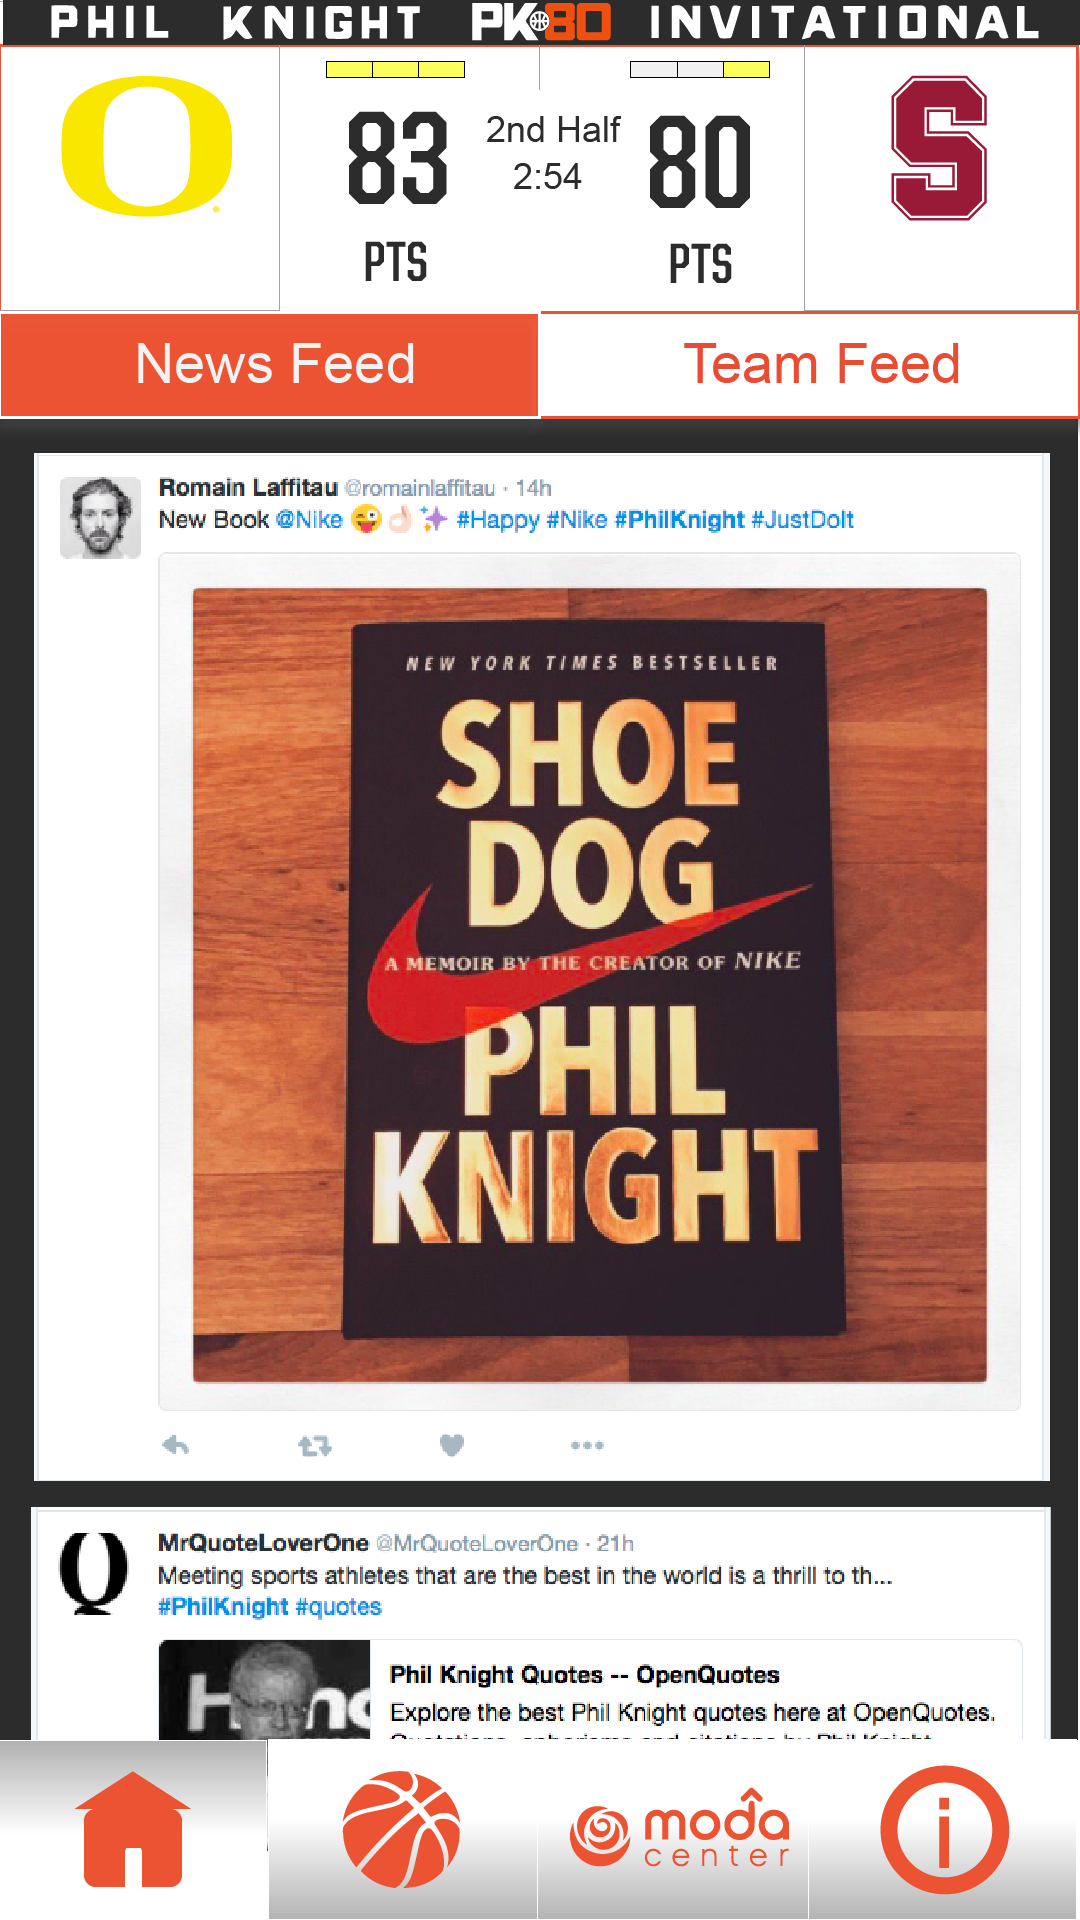 PHIL KNIGHT PK80 INVITATIONAL
83 2nd Half 80
2:54
PTS PTS
News Feed Team Feed
Romain Laffitau @romainlaffitau · 14h
New Book @Nike 😜👌🏻✨ #Happy #Nike #PhilKnight #JustDoIt
NEW YORK TIMES BESTSELLER
SHOE
DOG
A MEMOIR BY THE CREATOR OF NIKE
PHIL
KNIGHT
MrQuoteLoverOne @MrQuoteLoverOne · 21h
Meeting sports athletes that are the best in the world is a thrill to th...
#PhilKnight #quotes
Phil Knight Quotes -- OpenQuotes
Explore the best Phil Knight quotes here at OpenQuotes.
moda
center